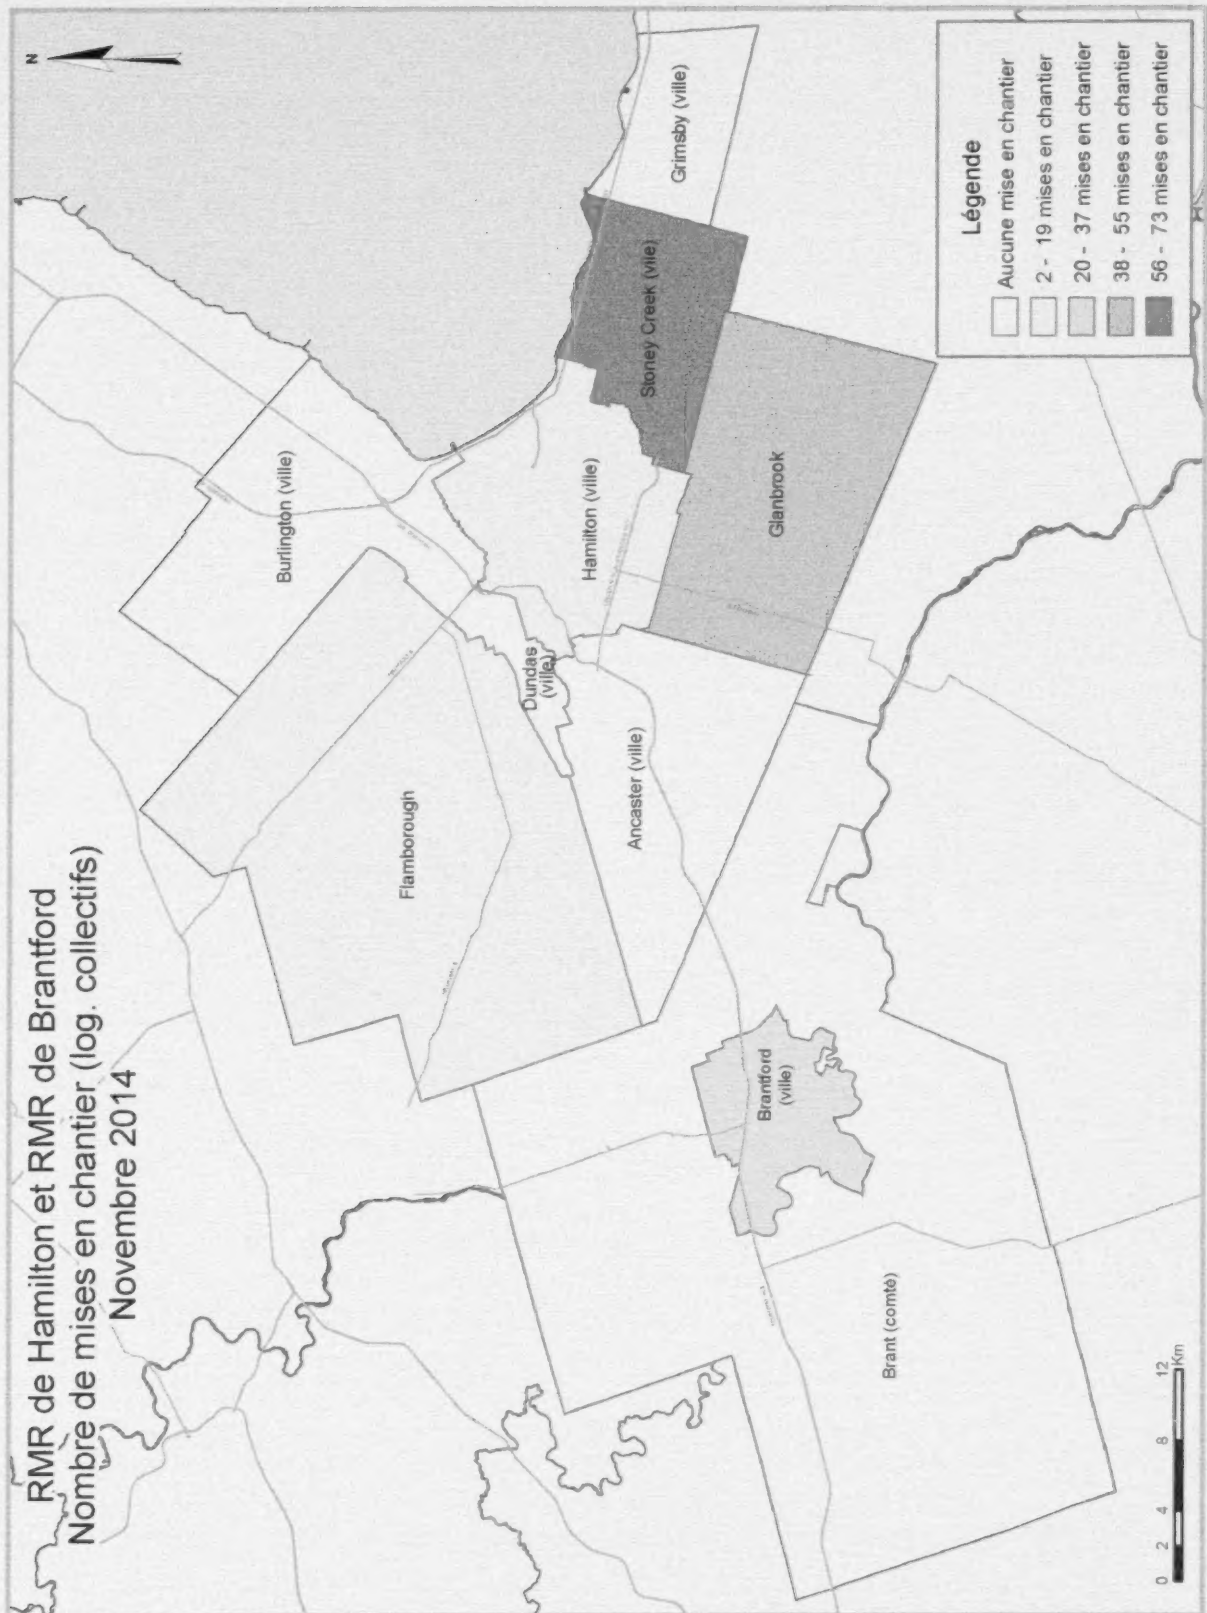 RMR de Hamilton et RMR de Brantford
Nombre de mises en chantier (log. collectifs)
Novembre 2014
N
Burlington (ville)
Flamborough
Dundas
(ville)
Hamilton (ville)
Stoney Creek (ville)
Grimsby (ville)
Ancaster (ville)
Glanbrook
Brantford
(ville)
Brant (comté)
Légende
Aucune mise en chantier
2 - 19 mises en chantier
20 - 37 mises en chantier
38 - 55 mises en chantier
56 - 73 mises en chantier
0 2 4 8 12
Km